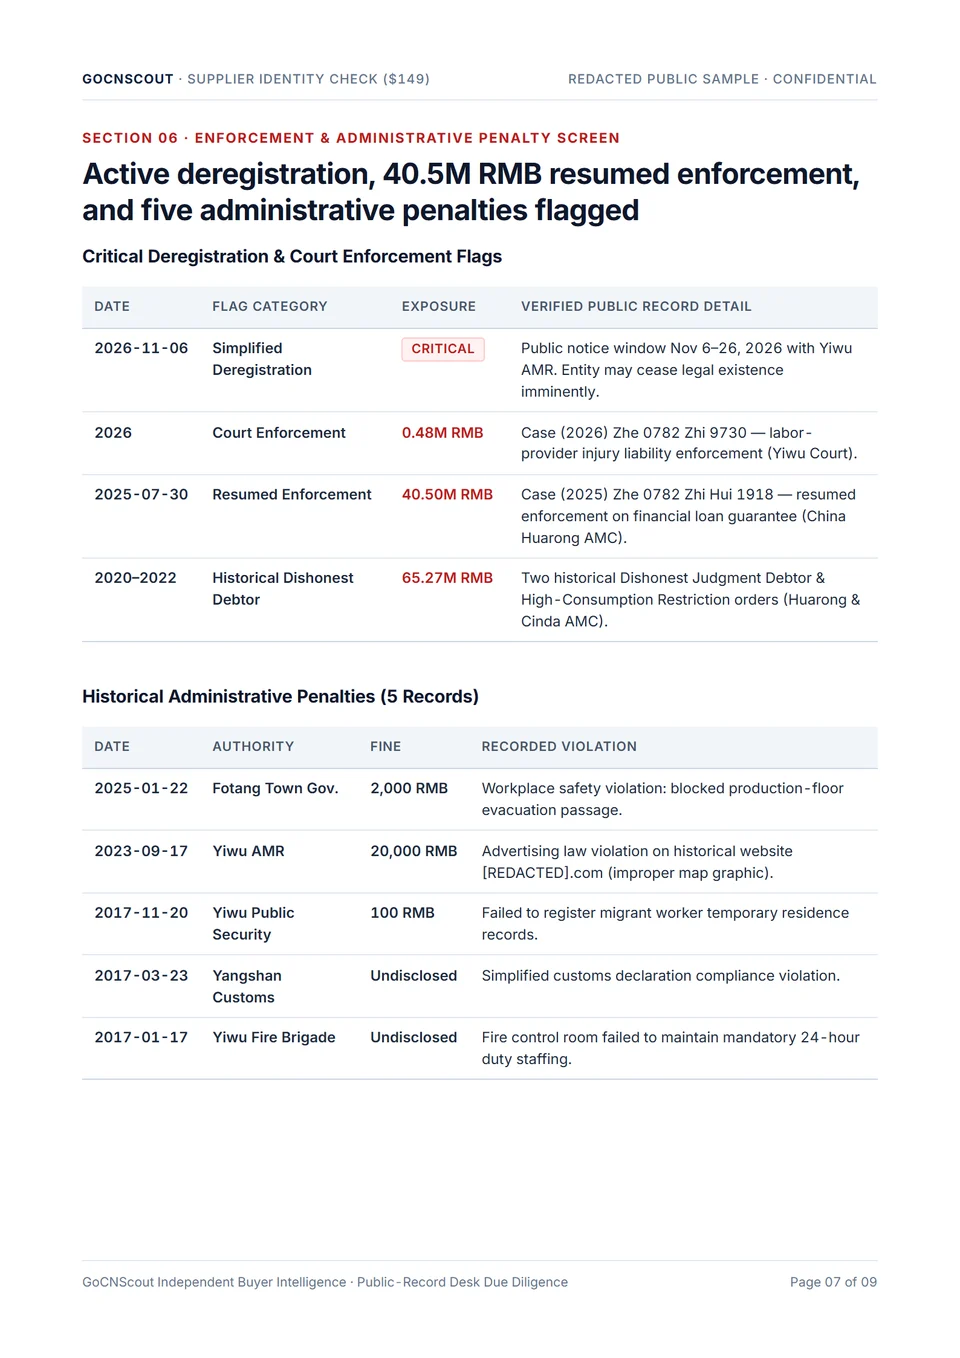 GOCNSCOUT · SUPPLIER IDENTITY CHECK ($149)
REDACTED PUBLIC SAMPLE · CONFIDENTIAL
SECTION 06 · ENFORCEMENT & ADMINISTRATIVE PENALTY SCREEN
Active deregistration, 40.5M RMB resumed enforcement,
and five administrative penalties flagged
Critical Deregistration & Court Enforcement Flags
DATE FLAG CATEGORY EXPOSURE VERIFIED PUBLIC RECORD DETAIL
2026-11-06 Simplified CRITICAL Public notice window Nov 6–26, 2026 with Yiwu
Deregistration AMR. Entity may cease legal existence
imminently.
2026 Court Enforcement 0.48M RMB Case (2026) Zhe 0782 Zhi 9730 — labor-
provider injury liability enforcement (Yiwu Court).
2025-07-30 Resumed Enforcement 40.50M RMB Case (2025) Zhe 0782 Zhi Hui 1918 — resumed
enforcement on financial loan guarantee (China
Huarong AMC).
2020–2022 Historical Dishonest 65.27M RMB Two historical Dishonest Judgment Debtor &
Debtor High-Consumption Restriction orders (Huarong &
Cinda AMC).
Historical Administrative Penalties (5 Records)
DATE AUTHORITY FINE RECORDED VIOLATION
2025-01-22 Fotang Town Gov. 2,000 RMB Workplace safety violation: blocked production-floor
evacuation passage.
2023-09-17 Yiwu AMR 20,000 RMB Advertising law violation on historical website
[REDACTED].com (improper map graphic).
2017-11-20 Yiwu Public 100 RMB Failed to register migrant worker temporary residence
Security records.
2017-03-23 Yangshan Undisclosed Simplified customs declaration compliance violation.
Customs
2017-01-17 Yiwu Fire Brigade Undisclosed Fire control room failed to maintain mandatory 24-hour
duty staffing.
GoCNScout Independent Buyer Intelligence · Public-Record Desk Due Diligence
Page 07 of 09